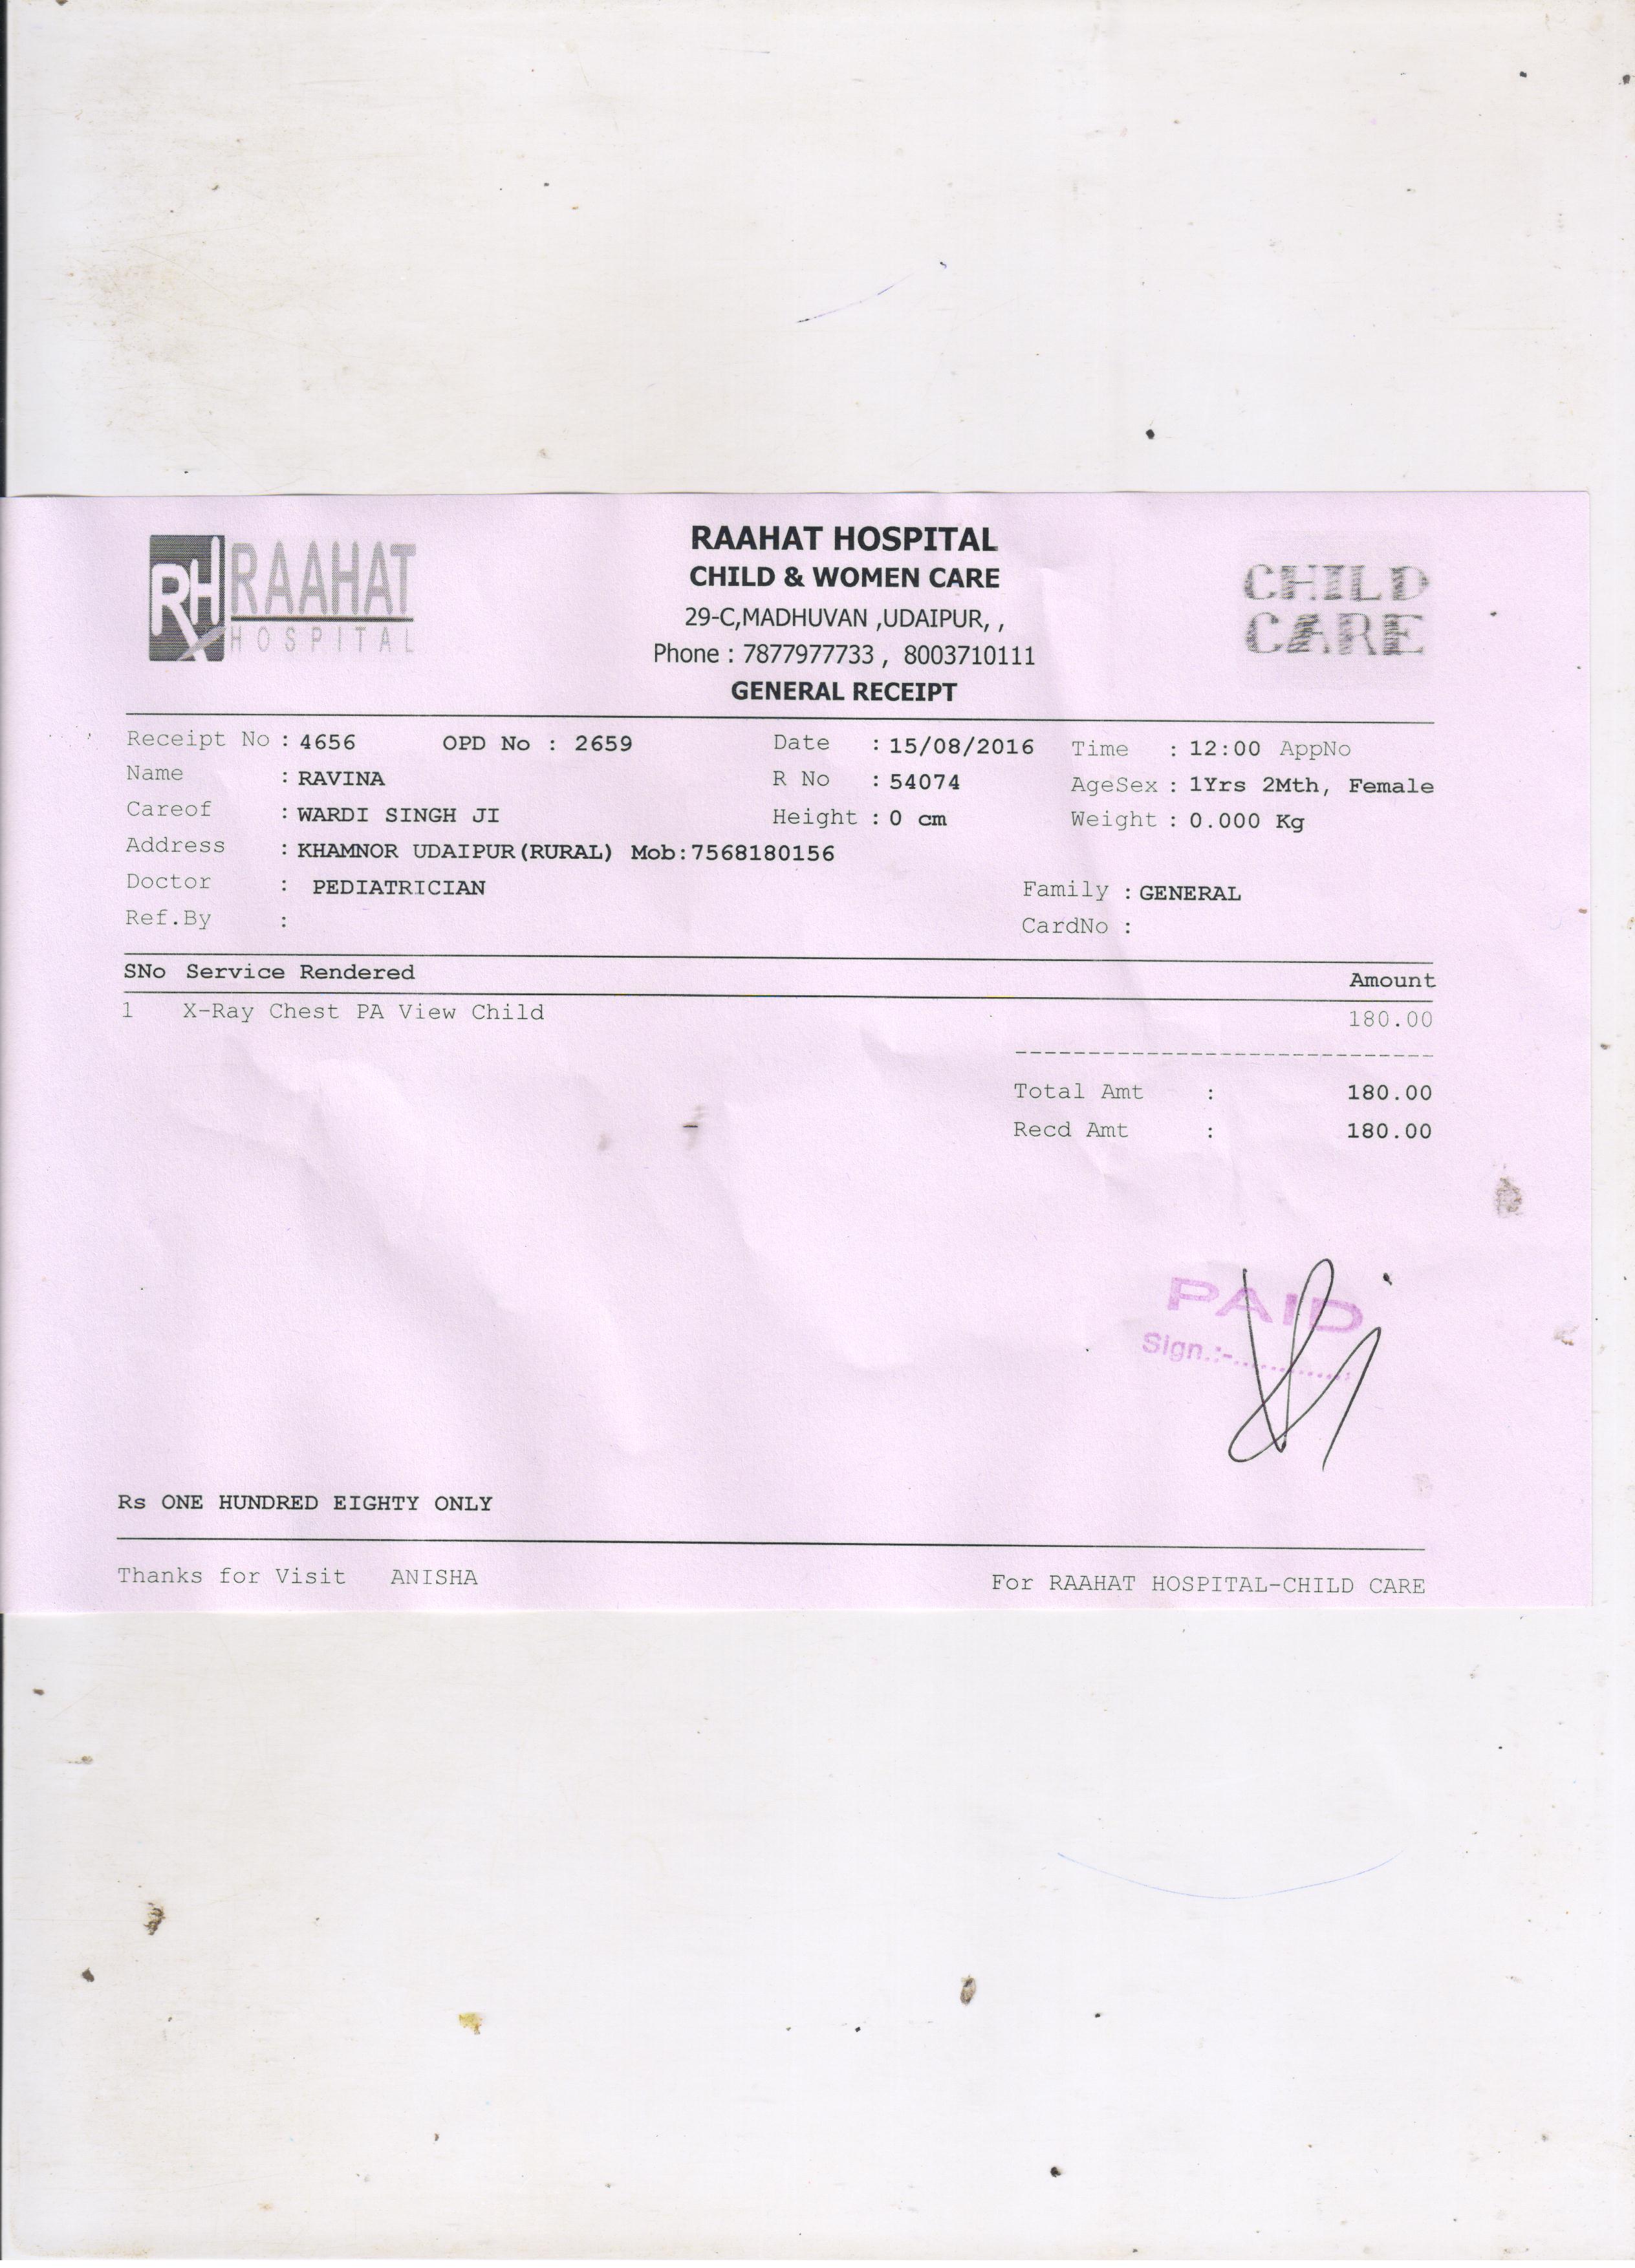 RH RAAHAT
HOSPITAL
RAAHAT HOSPITAL
CHILD & WOMEN CARE
29-C,MADHUVAN ,UDAIPUR, ,
Phone : 7877977733 , 8003710111
GENERAL RECEIPT
CHILD
CARE
Receipt No : 4656 OPD No : 2659 Date : 15/08/2016 Time : 12:00 AppNo
Name : RAVINA R No : 54074 AgeSex : 1Yrs 2Mth, Female
Careof : WARDI SINGH JI Height : 0 cm Weight : 0.000 Kg
Address : KHAMNOR UDAIPUR(RURAL) Mob:7568180156
Doctor : PEDIATRICIAN Family : GENERAL
Ref.By : CardNo :
SNo Service Rendered Amount
1 X-Ray Chest PA View Child 180.00
Total Amt : 180.00
Recd Amt : 180.00
PAID
Sign.:-..............
Rs ONE HUNDRED EIGHTY ONLY
Thanks for Visit ANISHA For RAAHAT HOSPITAL-CHILD CARE